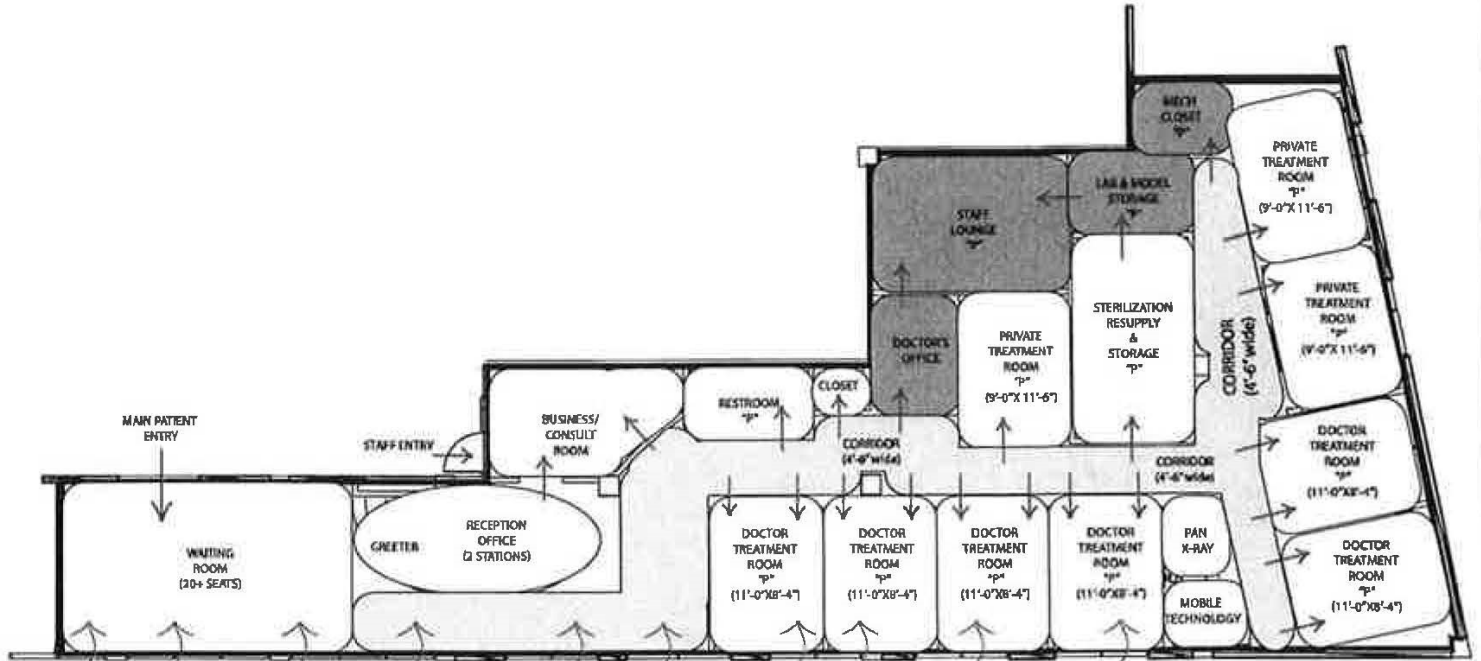 MAIN PATIENT
ENTRY
WAITING
ROOM
(20+ SEATS)
GREETER
RECEPTION
OFFICE
(2 STATIONS)
STAFF ENTRY
BUSINESS/
CONSULT
ROOM
RESTROOM
"P"
CLOSET
CORRIDOR
(4'-6" wide)
DOCTOR'S
OFFICE
STAFF
LOUNGE
"P"
LAB & MODEL
STORAGE
"P"
MECH
CLOSET
"P"
PRIVATE
TREATMENT
ROOM
"P"
(9'-0"X 11'-6")
STERILIZATION
RESUPPLY
&
STORAGE
"P"
CORRIDOR
(4'-6" wide)
PRIVATE
TREATMENT
ROOM
"P"
(9'-0"X 11'-6")
PRIVATE
TREATMENT
ROOM
"P"
(9'-0"X 11'-6")
CORRIDOR
(4'-6" wide)
DOCTOR
TREATMENT
ROOM
"P"
(11'-0"X8'-4")
DOCTOR
TREATMENT
ROOM
"P"
(11'-0"X8'-4")
DOCTOR
TREATMENT
ROOM
"P"
(11'-0"X8'-4")
DOCTOR
TREATMENT
ROOM
"P"
(11'-0"X8'-4")
DOCTOR
TREATMENT
ROOM
"P"
(11'-0"X8'-4")
DOCTOR
TREATMENT
ROOM
"P"
(11'-0"X8'-4")
PAN
X-RAY
MOBILE
TECHNOLOGY